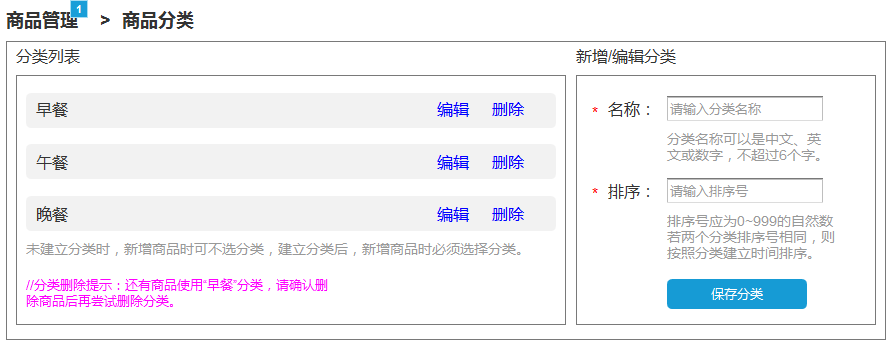 商品管理 1 > 商品分类
分类列表
早餐 编辑 删除
午餐 编辑 删除
晚餐 编辑 删除
未建立分类时，新增商品时可不选分类，建立分类后，新增商品时必须选择分类。
//分类删除提示：还有商品使用“早餐”分类，请确认删
除商品后再尝试删除分类。
新增/编辑分类
* 名称： 请输入分类名称
分类名称可以是中文、英
文或数字，不超过6个字。
* 排序： 请输入排序号
排序号应为0~999的自然数
若两个分类排序号相同，则
按照分类建立时间排序。
保存分类